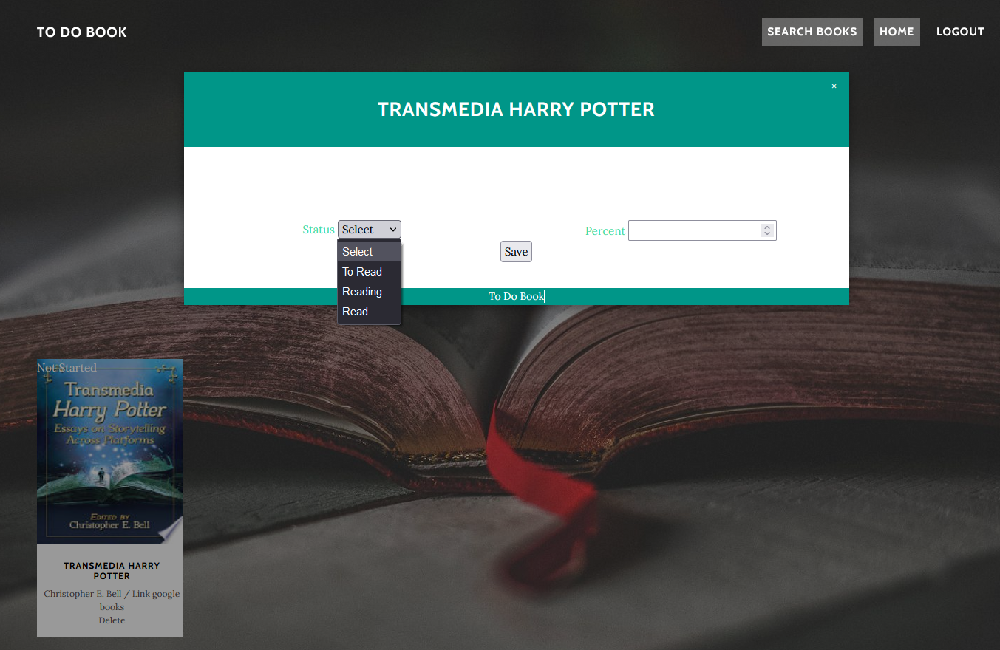 TO DO BOOK
SEARCH BOOKS
HOME
LOGOUT
×
TRANSMEDIA HARRY POTTER
Status
Select
Percent
Select
To Read
Reading
Read
Save
To Do Book
Not Started
Transmedia
Harry Potter
Essays on Storytelling
Across Platforms
EDITED BY
Christopher E. Bell
TRANSMEDIA HARRY
POTTER
Christopher E. Bell / Link google
books
Delete